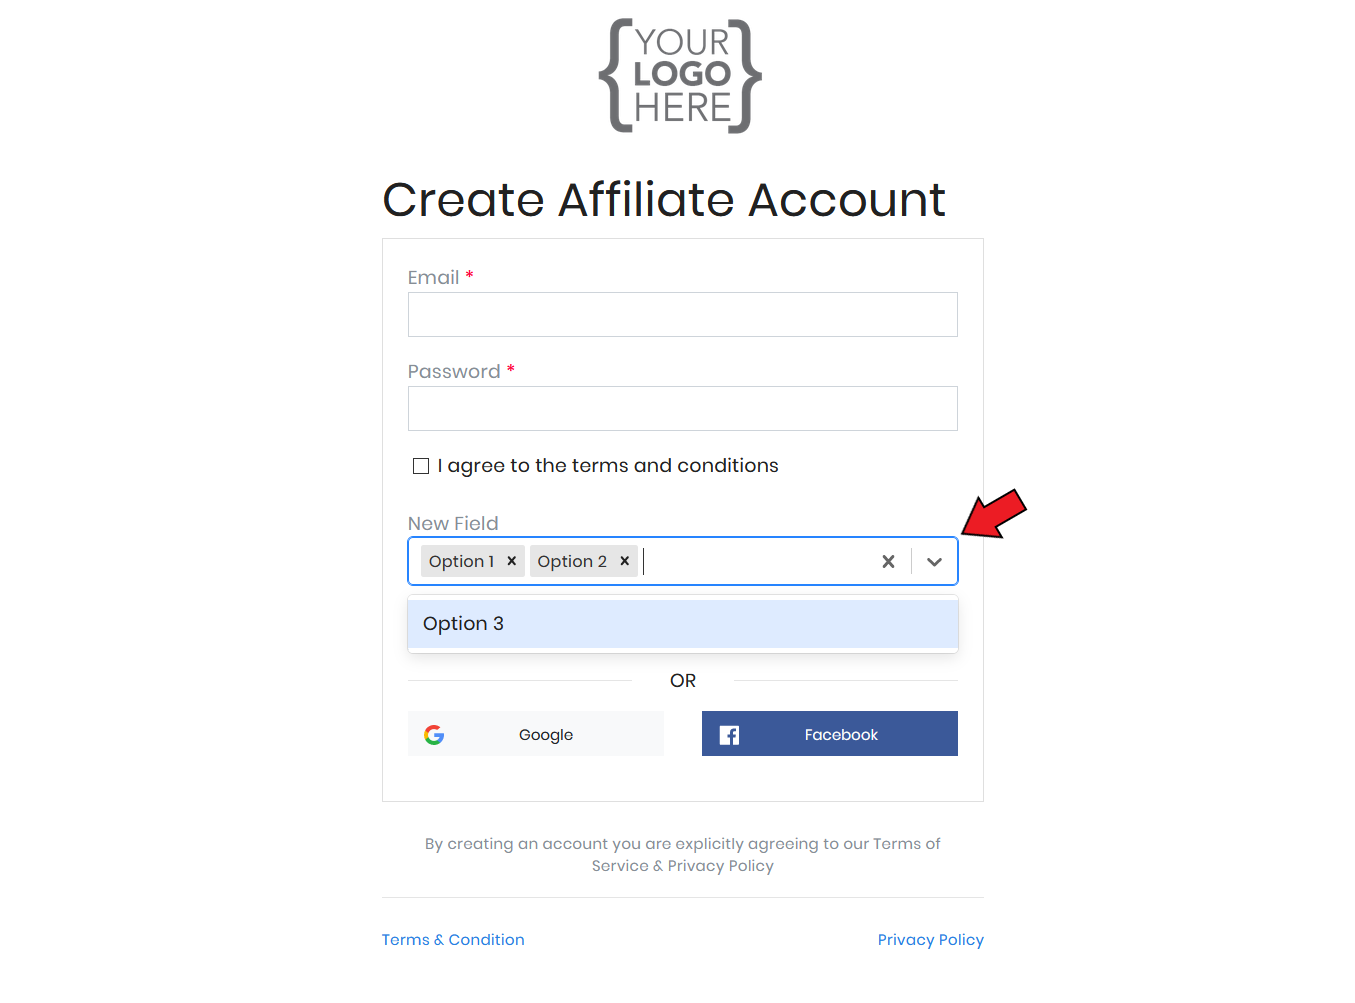 YOUR
LOGO
HERE
Create Affiliate Account
Email *
Password *
I agree to the terms and conditions
New Field
Option 1 Option 2
Option 3
OR
Google Facebook
By creating an account you are explicitly agreeing to our Terms of
Service & Privacy Policy
Terms & Condition Privacy Policy